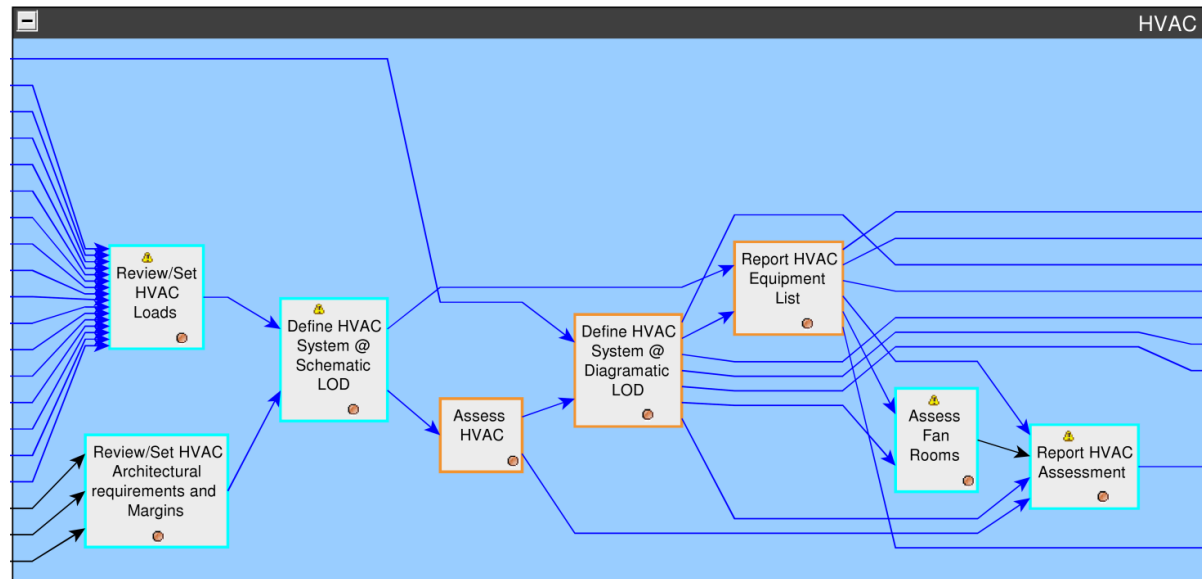 HVAC
Review/Set
HVAC
Loads
Define HVAC
System @
Schematic
LOD
Review/Set HVAC
Architectural
requirements and
Margins
Assess
HVAC
Define HVAC
System @
Diagramatic
LOD
Report HVAC
Equipment
List
Assess
Fan
Rooms
Report HVAC
Assessment